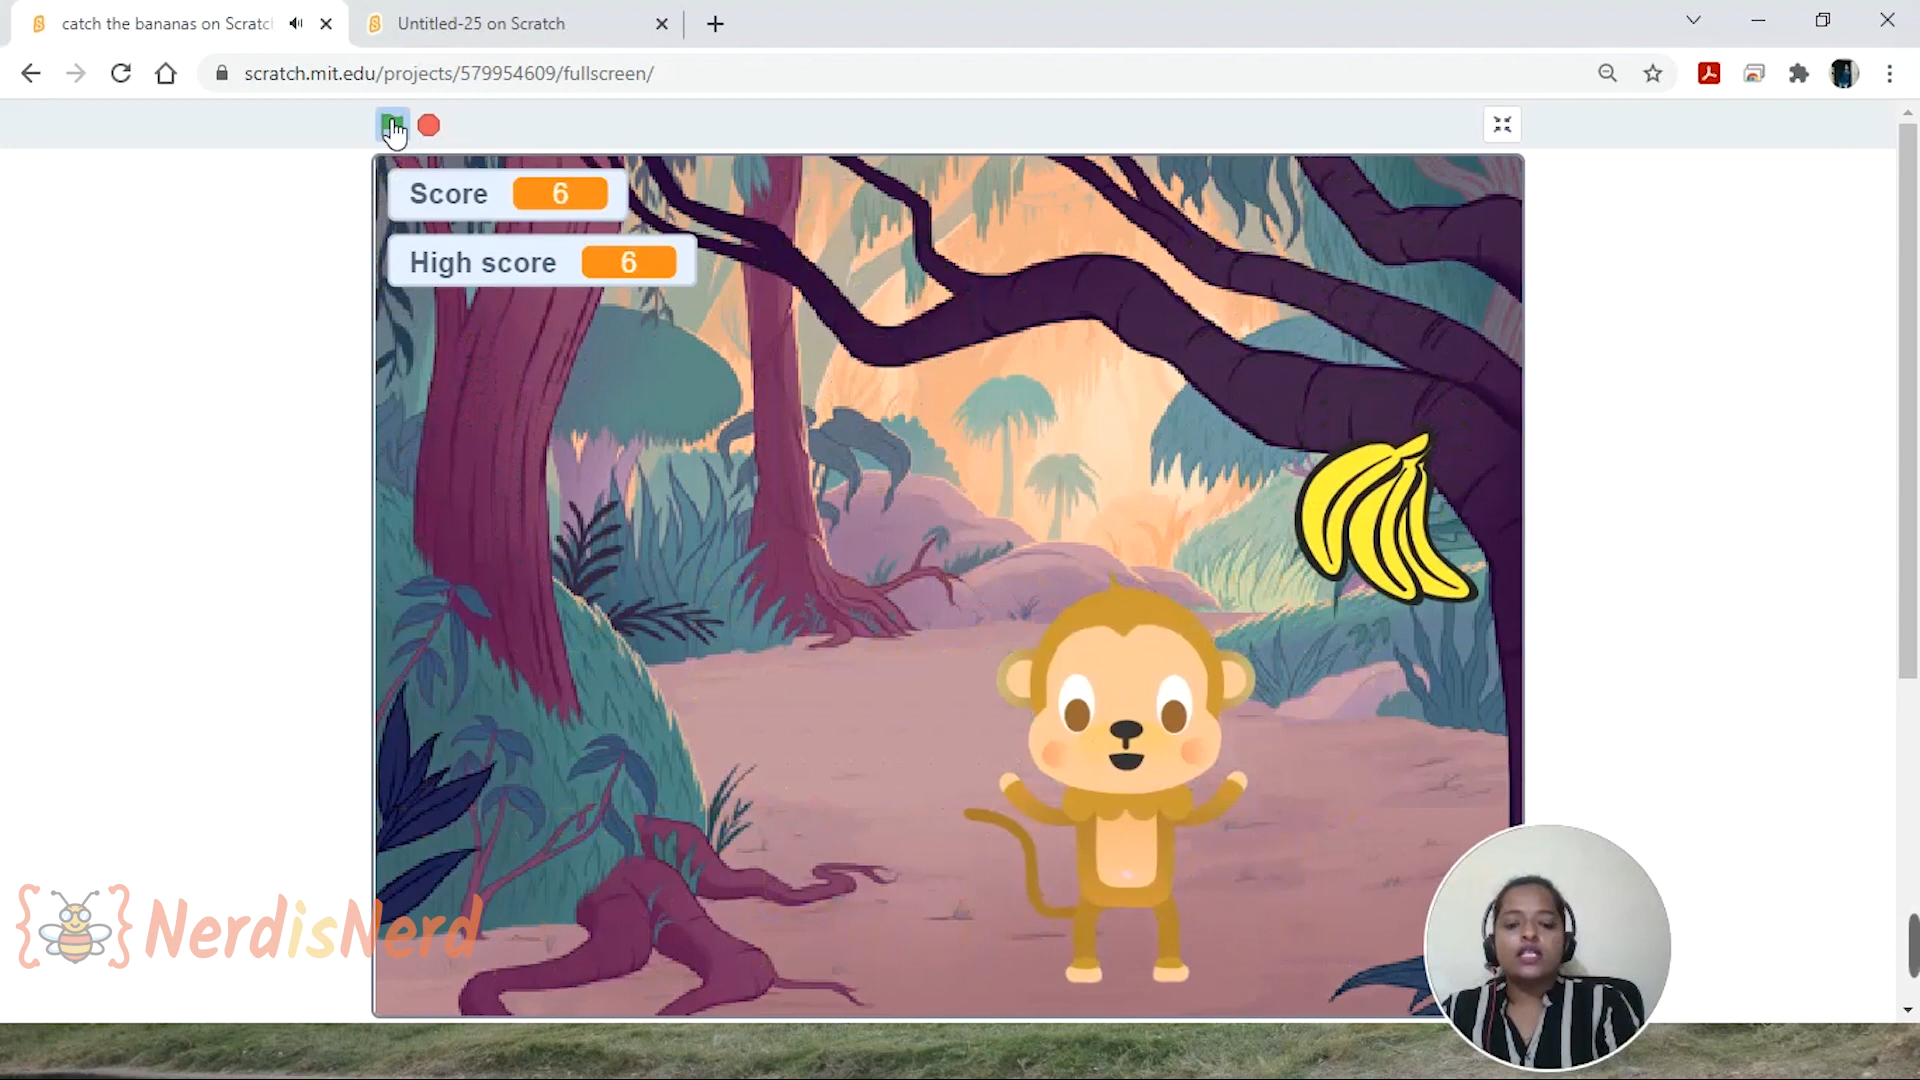 catch the bananas on Scratch
Untitled-25 on Scratch
scratch.mit.edu/projects/579954609/fullscreen/
Score 6
High score 6
{ } NerdisNerd